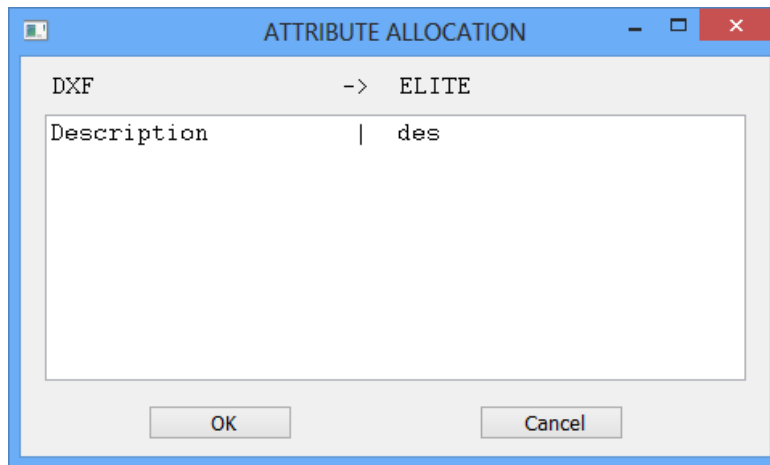 ATTRIBUTE ALLOCATION
DXF -> ELITE
Description | des
OK Cancel